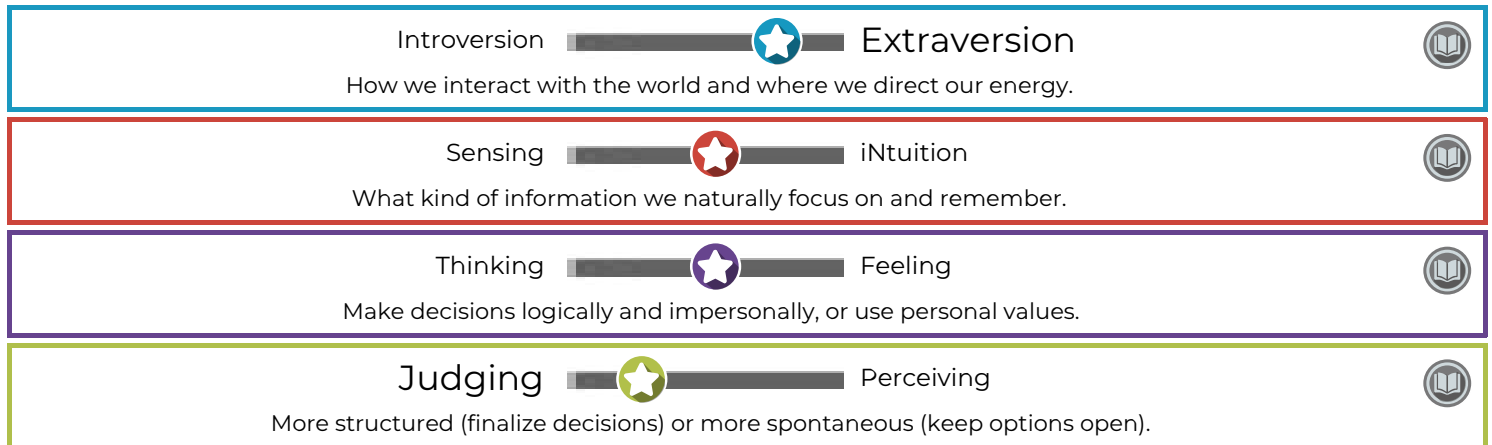 Introversion Extraversion
How we interact with the world and where we direct our energy.
Sensing iNtuition
What kind of information we naturally focus on and remember.
Thinking Feeling
Make decisions logically and impersonally, or use personal values.
Judging Perceiving
More structured (finalize decisions) or more spontaneous (keep options open).